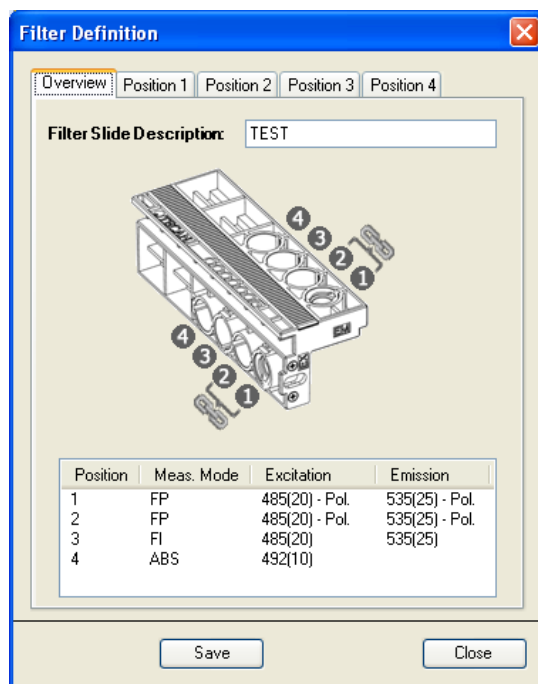 Filter Definition
Overview Position 1 Position 2 Position 3 Position 4
Filter Slide Description: TEST
4
3
2
1
EM
4
3
2
1
Position Meas. Mode Excitation Emission
1 FP 485(20) - Pol. 535(25) - Pol.
2 FP 485(20) - Pol. 535(25) - Pol.
3 FI 485(20) 535(25)
4 ABS 492(10)
Save Close